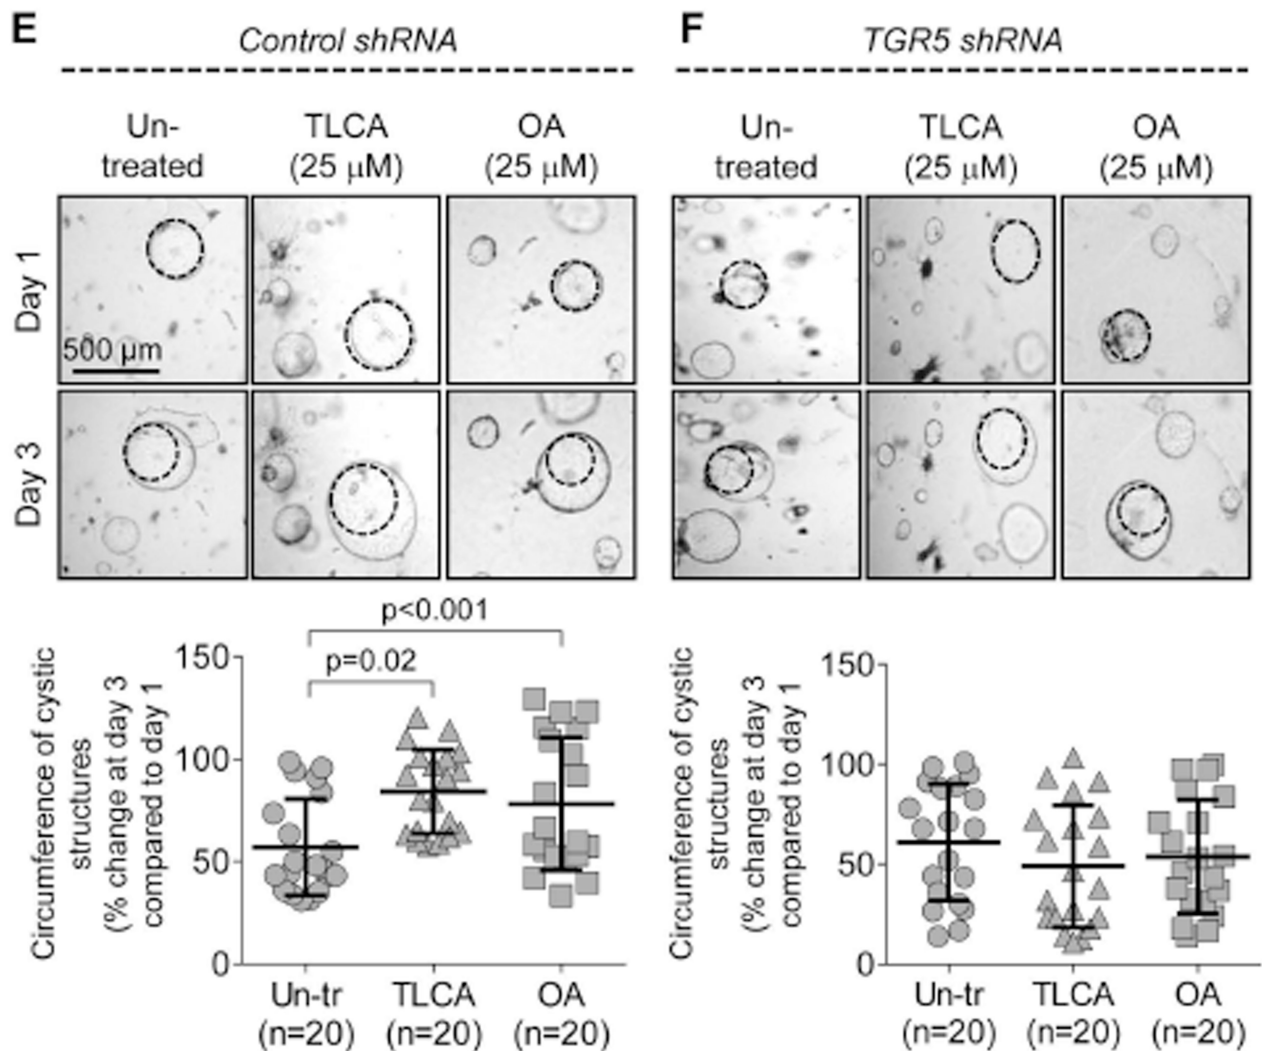 E
Control shRNA
Un-
treated
TLCA
(25 μM)
OA
(25 μM)
Day 1
500 μm
Day 3
p<0.001
p=0.02
Circumference of cystic
structures
(% change at day 3
compared to day 1
150
100
50
0
Un-tr
(n=20)
TLCA
(n=20)
OA
(n=20)
F
TGR5 shRNA
Un-
treated
TLCA
(25 μM)
OA
(25 μM)
Circumference of cystic
structures
(% change at day 3
compared to day 1
150
100
50
0
Un-tr
(n=20)
TLCA
(n=20)
OA
(n=20)